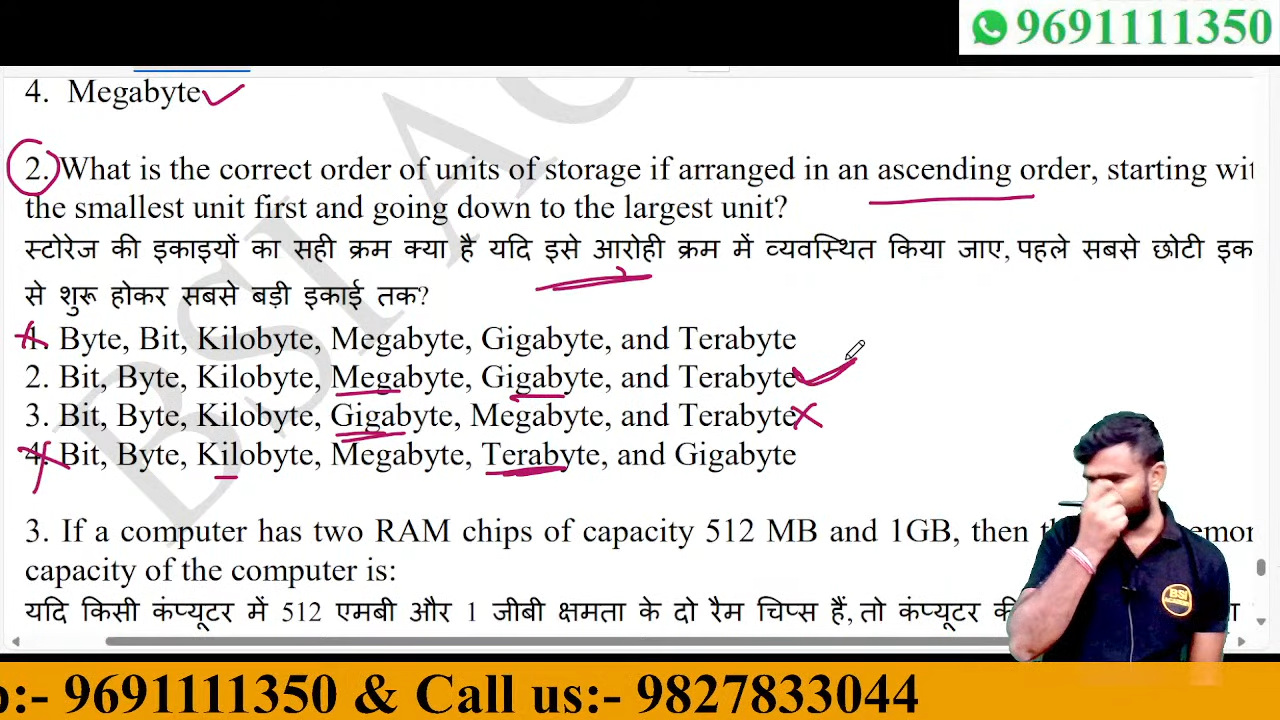 9691111350
4. Megabyte
2. What is the correct order of units of storage if arranged in an ascending order, starting wit
the smallest unit first and going down to the largest unit?
स्टोरेज की इकाइयों का सही क्रम क्या है यदि इसे आरोही क्रम में व्यवस्थित किया जाए, पहले सबसे छोटी इक
से शुरू होकर सबसे बड़ी इकाई तक?
1. Byte, Bit, Kilobyte, Megabyte, Gigabyte, and Terabyte
2. Bit, Byte, Kilobyte, Megabyte, Gigabyte, and Terabyte
3. Bit, Byte, Kilobyte, Gigabyte, Megabyte, and Terabyte
4. Bit, Byte, Kilobyte, Megabyte, Terabyte, and Gigabyte
3. If a computer has two RAM chips of capacity 512 MB and 1GB, then
capacity of the computer is:
यदि किसी कंप्यूटर में 512 एमबी और 1 जीबी क्षमता के दो रैम चिप्स हैं, तो कंप्यूटर
BSI AC
BSI
:- 9691111350 & Call us:- 9827833044